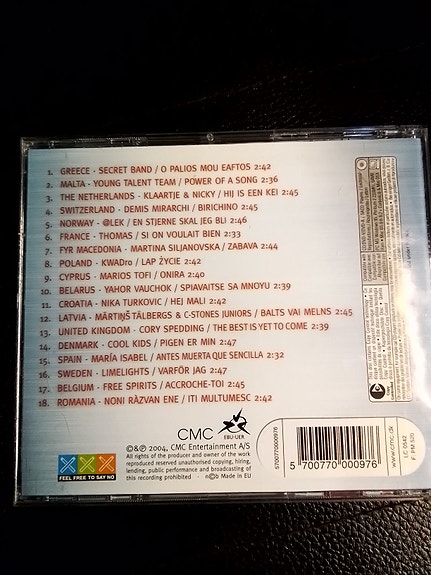 1. GREECE - SECRET BAND / O PALIOS MOU EAFTOS 2:42
2. MALTA - YOUNG TALENT TEAM / POWER OF A SONG 2:36
3. THE NETHERLANDS - KLAARTJE & NICKY / HIJ IS EEN KEI 2:45
4. SWITZERLAND - DEMIS MIRARCHI / BIRICHINO 2:45
5. NORWAY - @LEK / EN STJERNE SKAL JEG BLI 2:46
6. FRANCE - THOMAS / SI ON VOULAIT BIEN 2:33
7. FYR MACEDONIA - MARTINA SILJANOVSKA / ZABAVA 2:44
8. POLAND - KWADro / LAP ŻYCIE 2:42
9. CYPRUS - MARIOS TOFI / ONIRA 2:40
10. BELARUS - YAHOR VAUCHOK / SPIAVAITSE SA MNOYU 2:39
11. CROATIA - NIKA TURKOVIC / HEJ MALI 2:42
12. LATVIA - MĀRTIŅŠ TĀLBERGS & C-STONES JUNIORS / BALTS VAI MELNS 2:45
13. UNITED KINGDOM - CORY SPEDDING / THE BEST IS YET TO COME 2:39
14. DENMARK - COOL KIDS / PIGEN ER MIN 2:47
15. SPAIN - MARÍA ISABEL / ANTES MUERTA QUE SENCILLA 2:32
16. SWEDEN - LIMELIGHTS / VARFÖR JAG 2:47
17. BELGIUM - FREE SPIRITS / ACCROCHE-TOI 2:45
18. ROMANIA - NONI RĂZVAN ENE / ITI MULTUMESC 2:42
CMC
EBU·UER
©&℗ 2004, CMC Entertainment A/S
All rights of the producer and owner of the work
reproduced reserved unauthorised copying, hiring,
lending, public performance and broadcasting of
this recording prohibited · n©b Made in EU
FEEL FREE TO SAY NO
5700770000976
5 700770 000976
www.cmc.dk
LC 0542
F PM 520